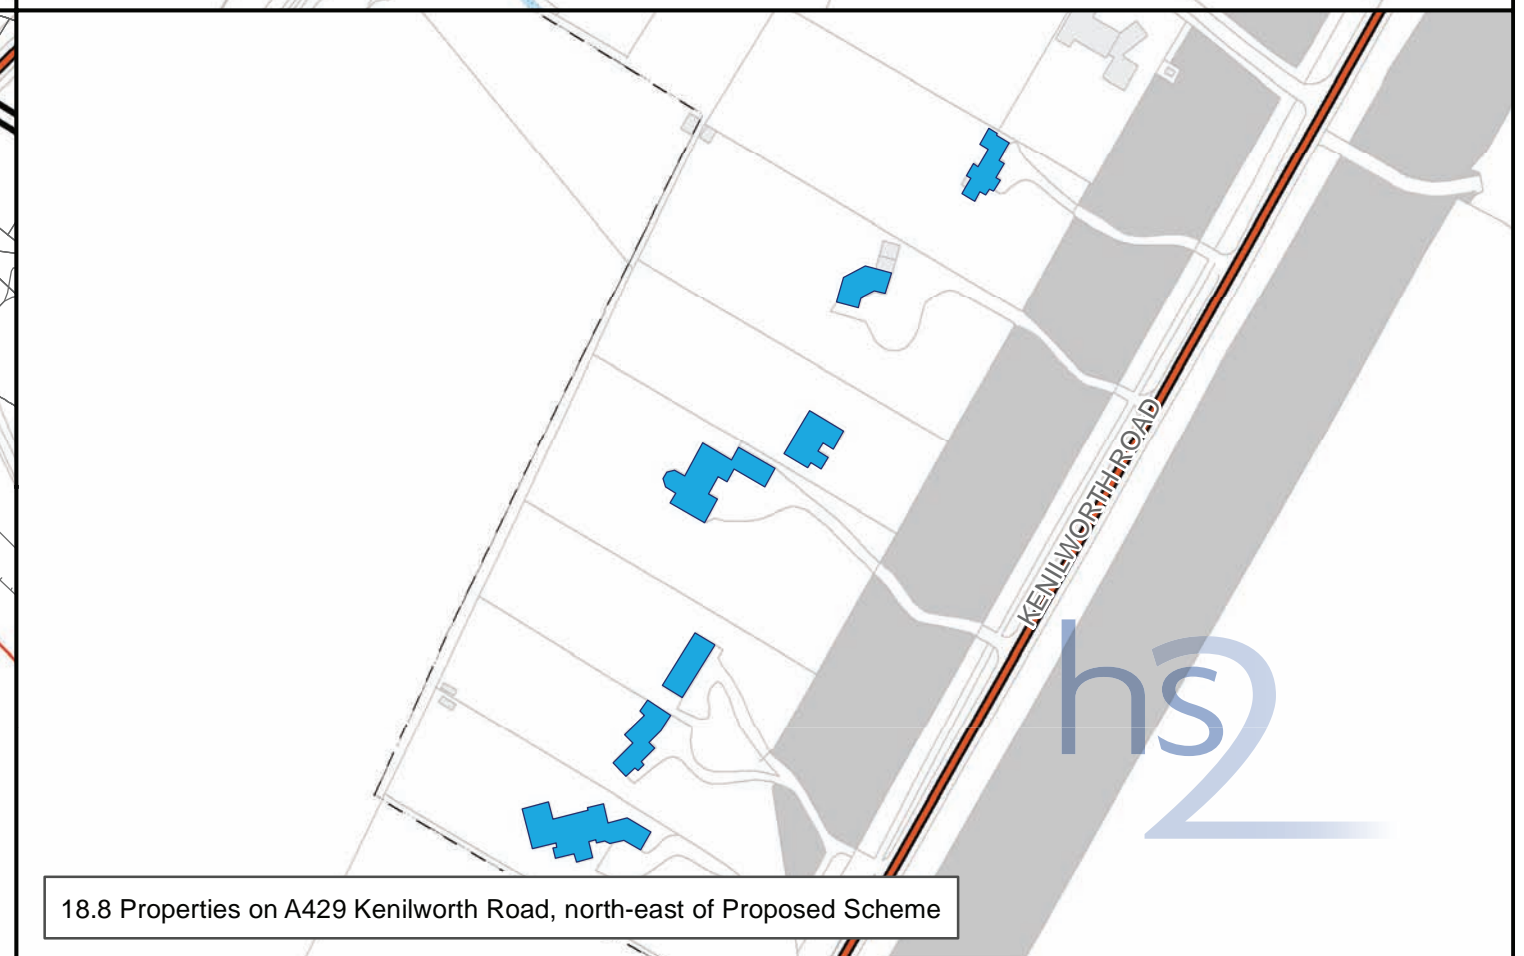 KENILWORTH ROAD
hs2
18.8 Properties on A429 Kenilworth Road, north-east of Proposed Scheme